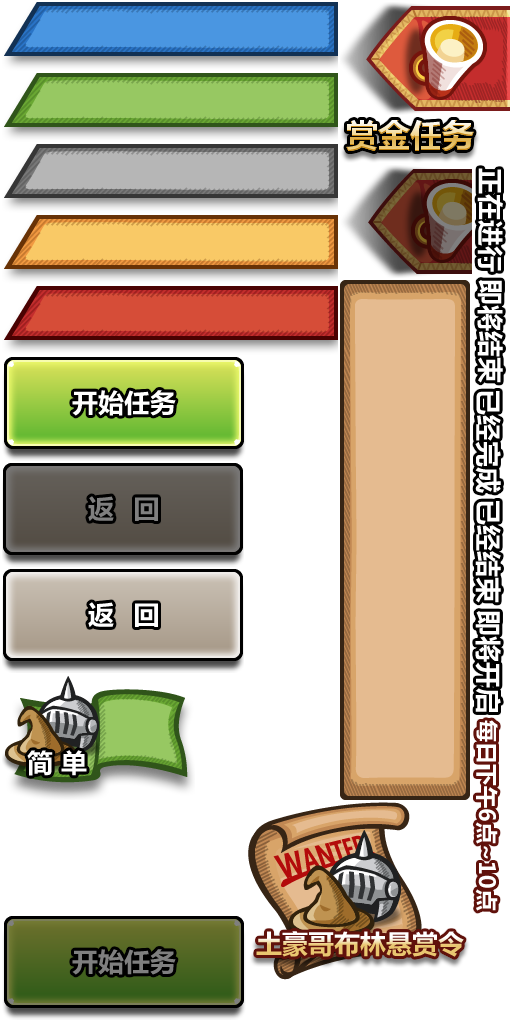 赏金任务
正在进行
即将结束
已经完成
已经结束
即将开启
每日下午6点~10点
开始任务
返 回
返 回
简 单
WANTED
土豪哥布林悬赏令
开始任务